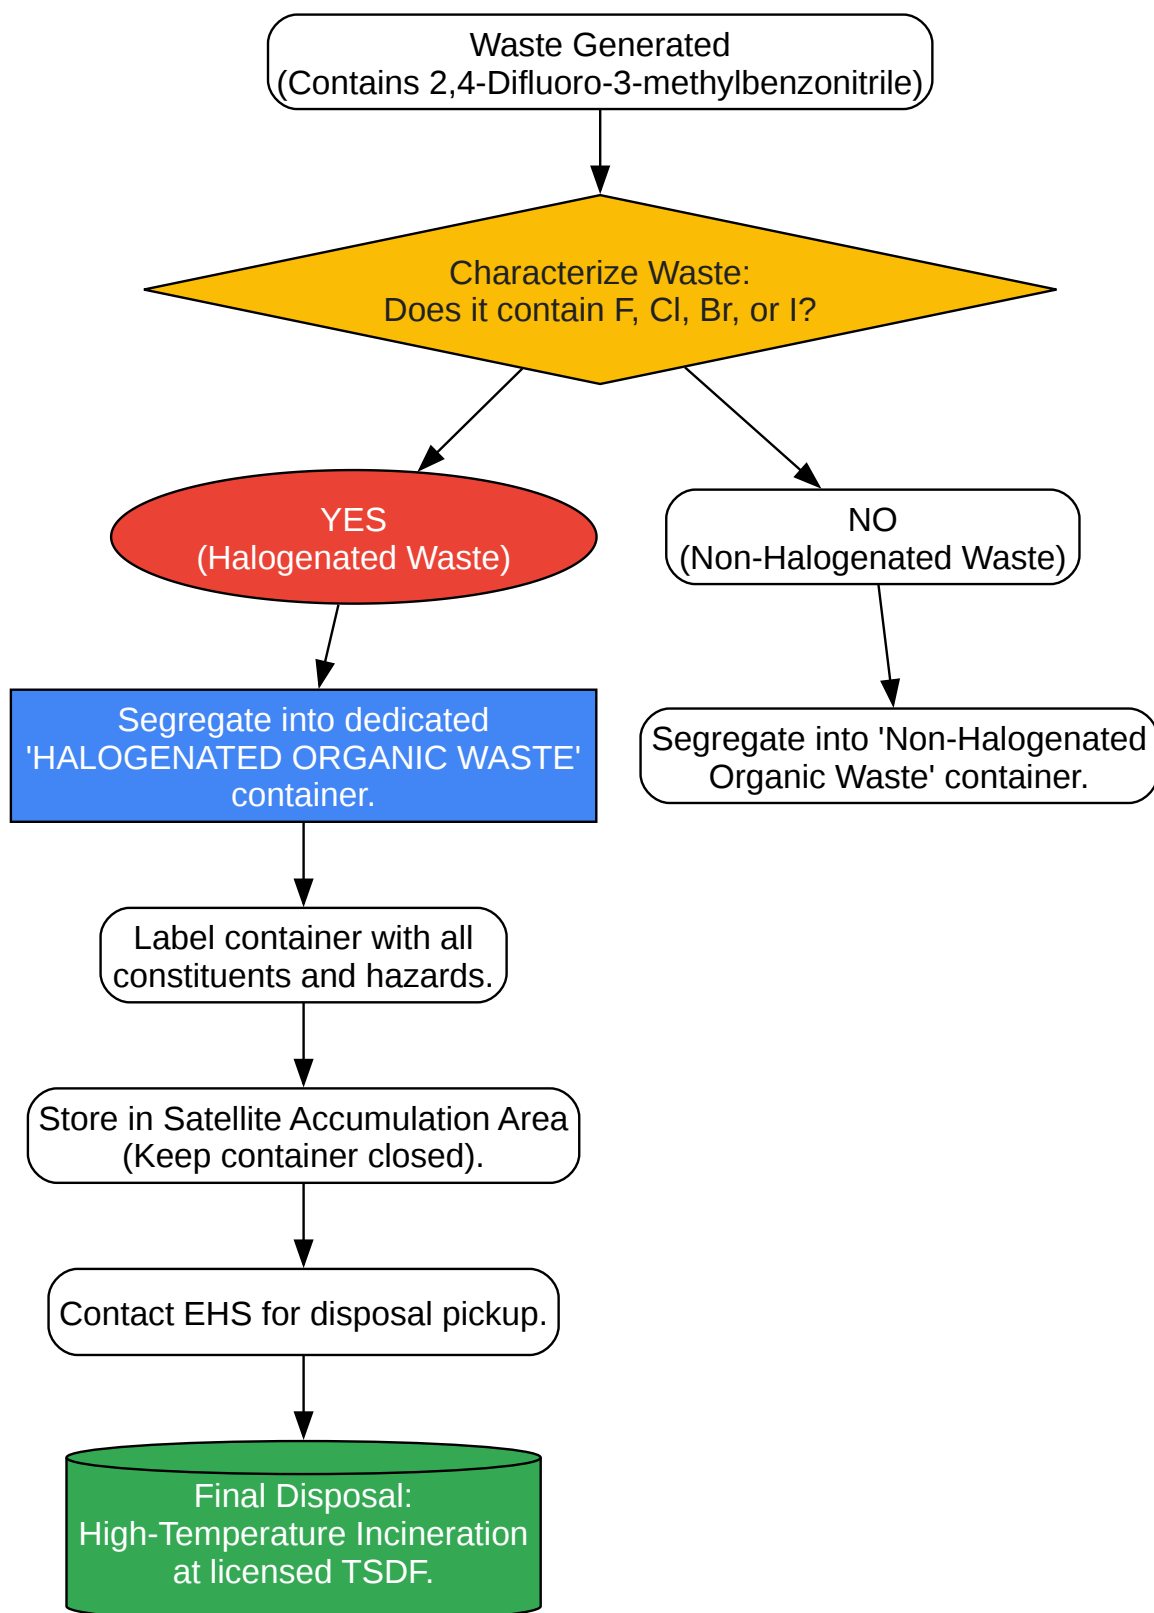 Waste Generated
(Contains 2,4-Difluoro-3-methylbenzonitrile)
Characterize Waste:
Does it contain F, Cl, Br, or I?
YES
(Halogenated Waste)
NO
(Non-Halogenated Waste)
Segregate into dedicated
'HALOGENATED ORGANIC WASTE'
container.
Segregate into 'Non-Halogenated
Organic Waste' container.
Label container with all
constituents and hazards.
Store in Satellite Accumulation Area
(Keep container closed).
Contact EHS for disposal pickup.
Final Disposal:
High-Temperature Incineration
at licensed TSDF.